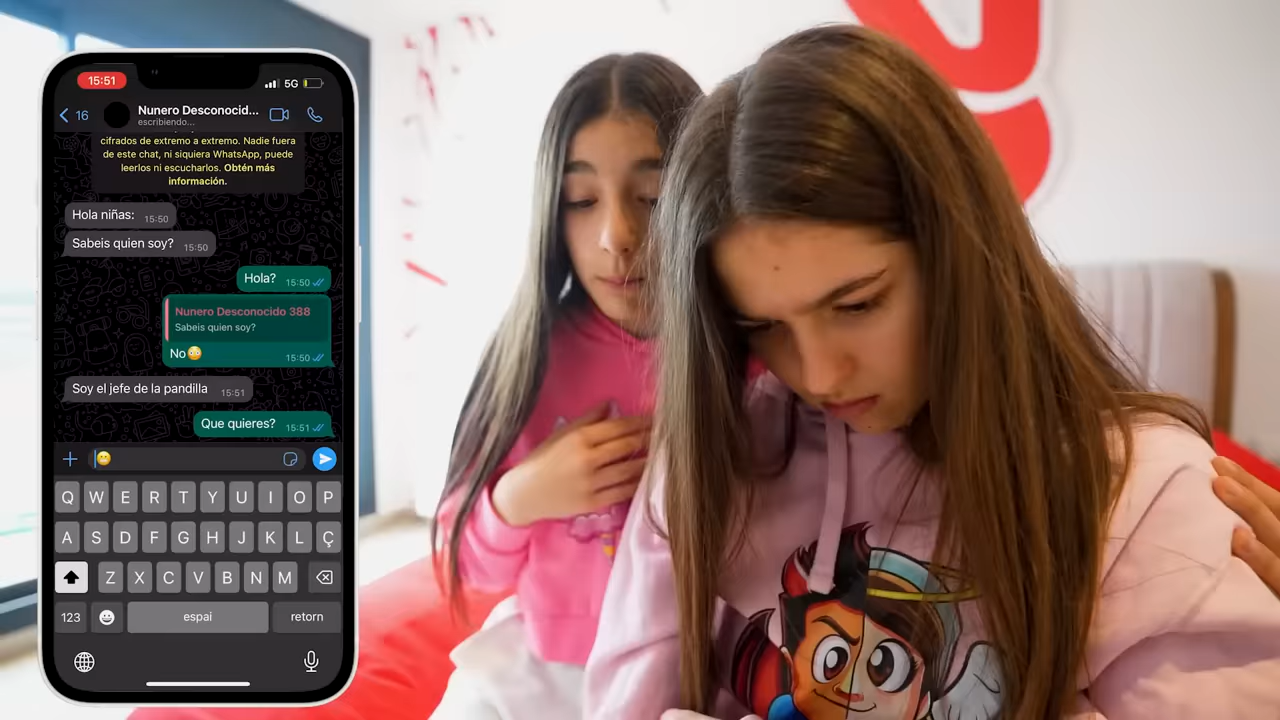 15:51
5G
16
Nunero Desconocid...
escribiendo...
cifrados de extremo a extremo. Nadie fuera
de este chat, ni siquiera WhatsApp, puede
leerlos ni escucharlos. Obtén más
información.
Hola niñas: 15:50
Sabeis quien soy? 15:50
Hola? 15:50
Nunero Desconocido 388
Sabeis quien soy?
No😳 15:50
Soy el jefe de la pandilla 15:51
Que quieres? 15:51
😬
Q W E R T Y U I O P
A S D F G H J K L Ç
Z X C V B N M
123 espai retorn